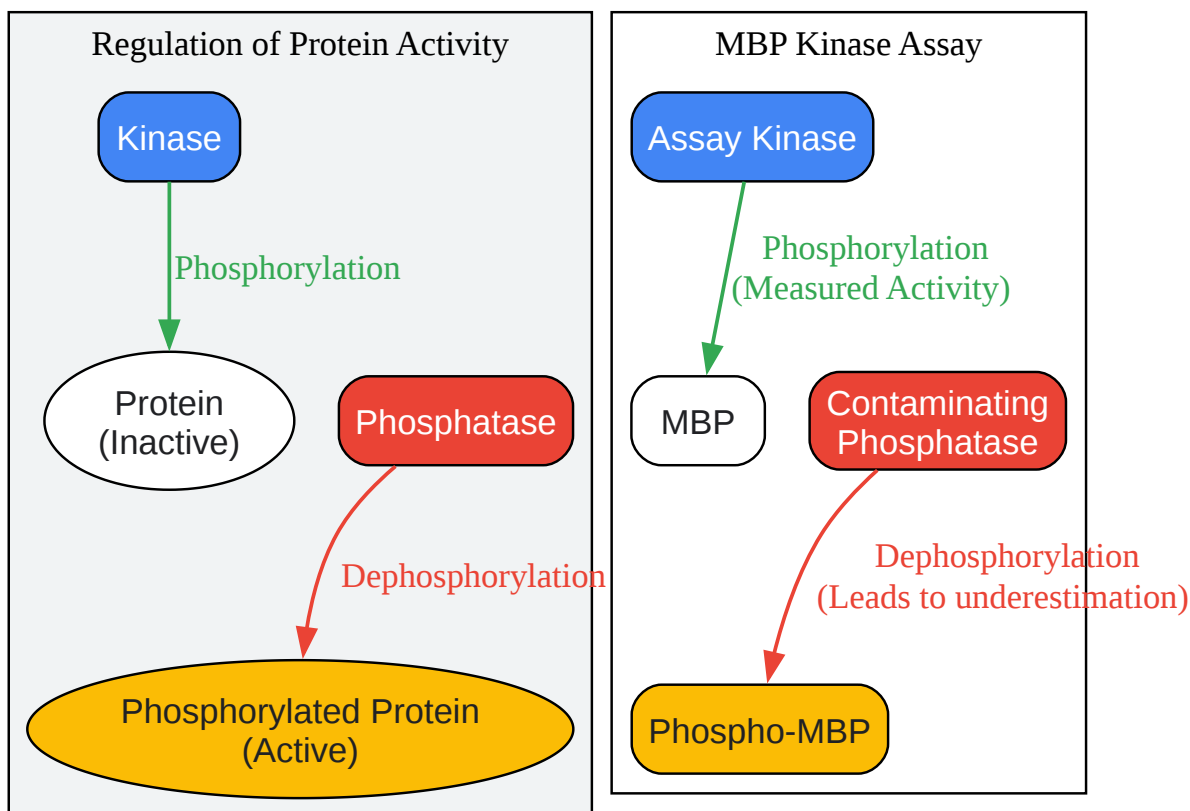 Regulation of Protein Activity
Kinase
Phosphorylation
Protein
(Inactive)
Phosphatase
Dephosphorylation
Phosphorylated Protein
(Active)
MBP Kinase Assay
Assay Kinase
Phosphorylation
(Measured Activity)
MBP
Contaminating
Phosphatase
Dephosphorylation
(Leads to underestimation)
Phospho-MBP